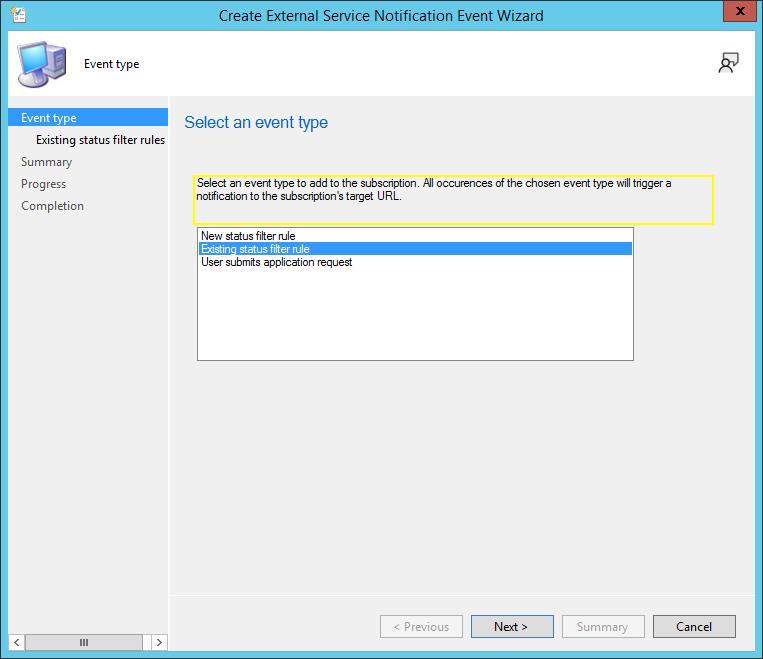 Create External Service Notification Event Wizard
X
Event type
Event type
Existing status filter rules
Summary
Progress
Completion
Select an event type
Select an event type to add to the subscription. All occurences of the chosen event type will trigger a
notification to the subscription's target URL.
New status filter rule
Existing status filter rule
User submits application request
< Previous
Next >
Summary
Cancel